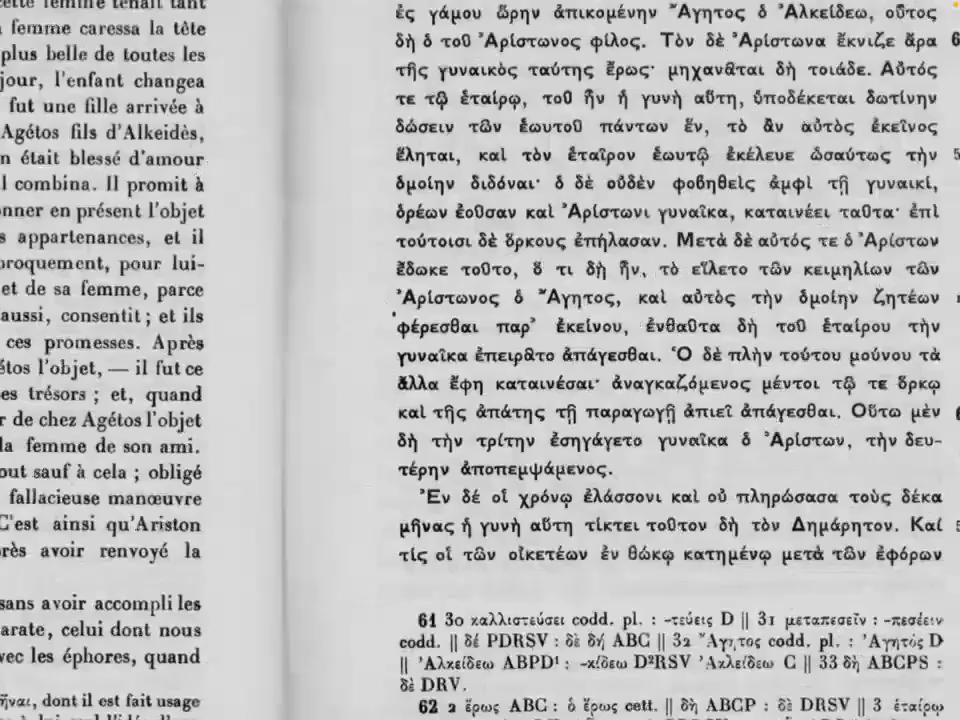 cette femme tenait tant
femme caressa la tête
plus belle de toutes les
jour, l'enfant changea
fut une fille arrivée à
Agétos fils d'Alkeidès,
n était blessé d'amour
l combina. Il promit à
onner en présent l'objet
s appartenances, et il
proquement, pour lui-
et de sa femme, parce
aussi, consentit ; et ils
ces promesses. Après
étos l'objet, — il fut ce
es trésors ; et, quand
r de chez Agétos l'objet
la femme de son ami.
out sauf à cela ; obligé
fallacieuse manœuvre
C'est ainsi qu'Ariston
rès avoir renvoyé la
sans avoir accompli les
arate, celui dont nous
vec les éphores, quand
ῆναι, dont il est fait usage
ἐς γάμου ὥρην ἀπικομένην Ἄγητος ὁ Ἀλκείδεω, οὗτος
δὴ ὁ τοῦ Ἀρίστωνος φίλος. Τὸν δὲ Ἀρίστωνα ἔκνιζε ἄρα 6
τῆς γυναικὸς ταύτης ἔρως· μηχανᾶται δὴ τοιάδε. Αὐτός
τε τῷ ἑταίρῳ, τοῦ ἦν ἡ γυνὴ αὕτη, ὑποδέκεται δωτίνην
δώσειν τῶν ἑωυτοῦ πάντων ἕν, τὸ ἂν αὐτὸς ἐκεῖνος
ἕληται, καὶ τὸν ἑταῖρον ἑωυτῷ ἐκέλευε ὡσαύτως τὴν 5
ὁμοίην διδόναι· ὁ δὲ οὐδὲν φοβηθεὶς ἀμφὶ τῇ γυναικί,
ὁρέων ἐοῦσαν καὶ Ἀρίστωνι γυναῖκα, καταινέει ταῦτα· ἐπὶ
τούτοισι δὲ ὅρκους ἐπήλασαν. Μετὰ δὲ αὐτός τε ὁ Ἀρίστων
ἔδωκε τοῦτο, ὅ τι δὴ ἦν, τὸ εἵλετο τῶν κειμηλίων τῶν
Ἀρίστωνος ὁ Ἄγητος, καὶ αὐτὸς τὴν ὁμοίην ζητέων
φέρεσθαι παρ' ἐκείνου, ἐνθαῦτα δὴ τοῦ ἑταίρου τὴν
γυναῖκα ἐπειρᾶτο ἀπάγεσθαι. Ὁ δὲ πλὴν τούτου μούνου τὰ
ἄλλα ἔφη καταινέσαι· ἀναγκαζόμενος μέντοι τῷ τε ὅρκῳ
καὶ τῆς ἀπάτης τῇ παραγωγῇ ἀπιεῖ ἀπάγεσθαι. Οὕτω μὲν
δὴ τὴν τρίτην ἐσηγάγετο γυναῖκα ὁ Ἀρίστων, τὴν δευ-
τέρην ἀποπεμψάμενος.
Ἐν δέ οἱ χρόνῳ ἐλάσσονι καὶ οὐ πληρώσασα τοὺς δέκα
μῆνας ἡ γυνὴ αὕτη τίκτει τοῦτον δὴ τὸν Δημάρητον. Καί
τίς οἱ τῶν οἰκετέων ἐν θώκῳ κατημένῳ μετὰ τῶν ἐφόρων
61 30 καλλιστεύσει codd. pl. : -τεύεις D || 31 μεταπεσεῖν : -πεσέειν
codd. || δέ PDRSV : δὲ δή ABC || 32 Ἄγητος codd. pl. : Ἀγητός D
|| Ἀλκείδεω ABPD¹ : -κίδεω D²RSV Ἀκλείδεω C || 33 δὴ ABCPS :
δὲ DRV.
62 2 ἔρως ABC : ὁ ἔρως cett. || δὴ ABCP : δὲ DRSV || 3 ἑταίρῳ